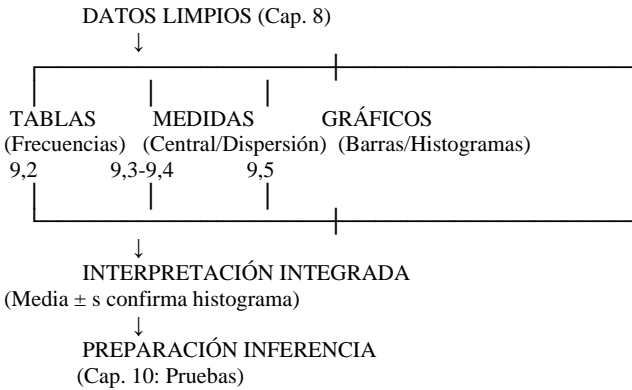 DATOS LIMPIOS (Cap. 8)
↓
TABLAS MEDIDAS GRÁFICOS
(Frecuencias) (Central/Dispersión) (Barras/Histogramas)
9,2 9,3-9,4 9,5
↓
INTERPRETACIÓN INTEGRADA
(Media ± s confirma histograma)
↓
PREPARACIÓN INFERENCIA
(Cap. 10: Pruebas)